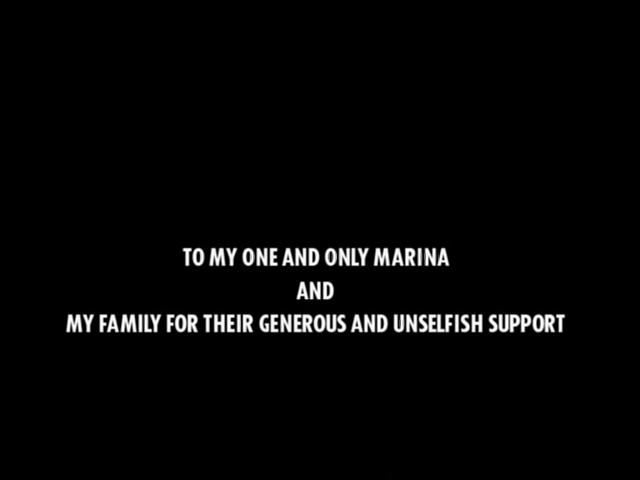 TO MY ONE AND ONLY MARINA
AND
MY FAMILY FOR THEIR GENEROUS AND UNSELFISH SUPPORT